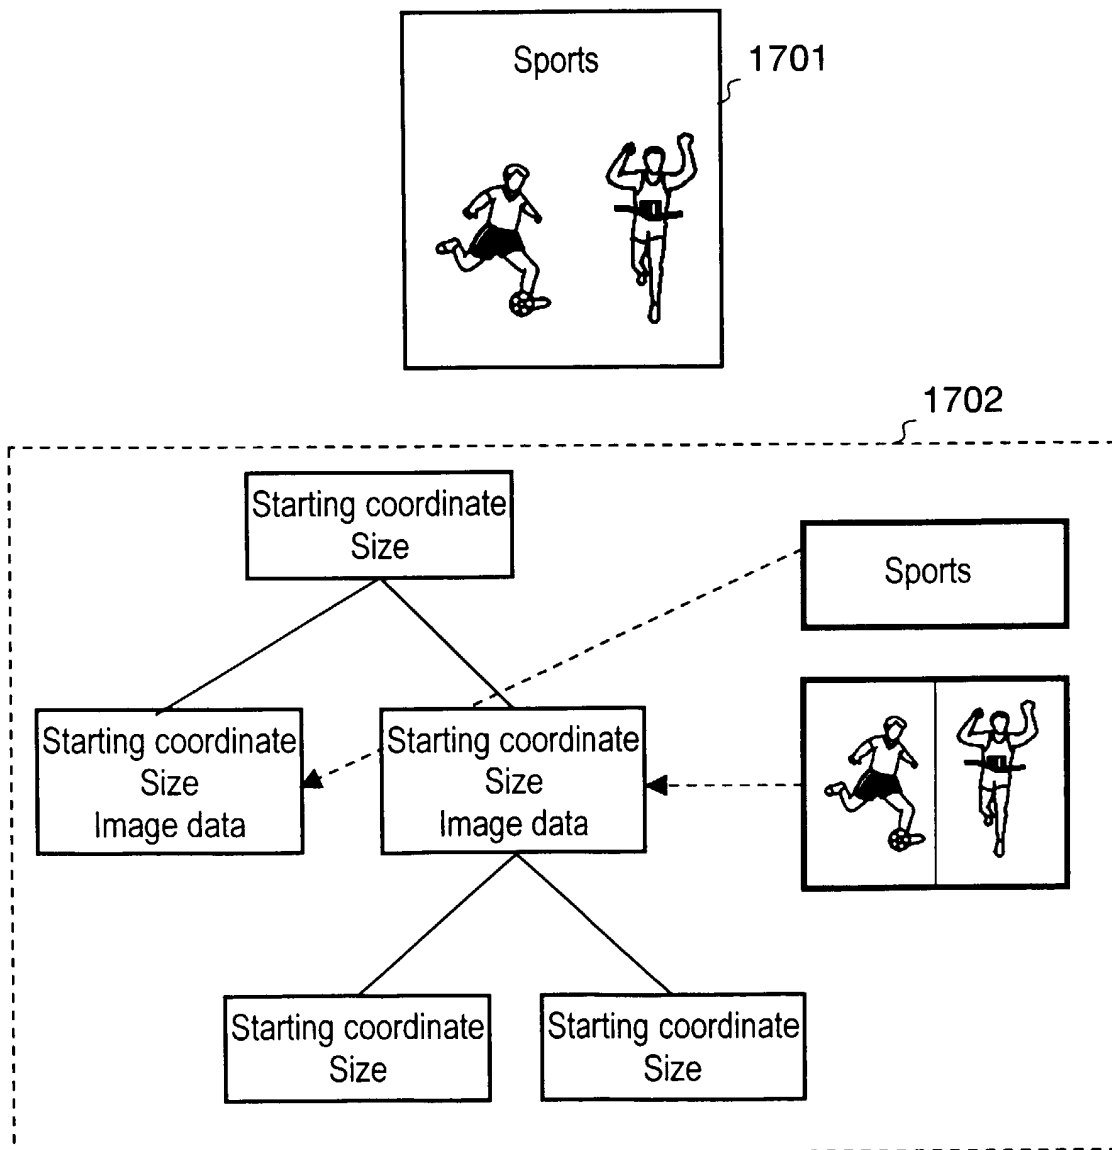 Sports
1701
1702
Starting coordinate
Size
Sports
Starting coordinate
Size
Image data
Starting coordinate
Size
Image data
Starting coordinate
Size
Starting coordinate
Size